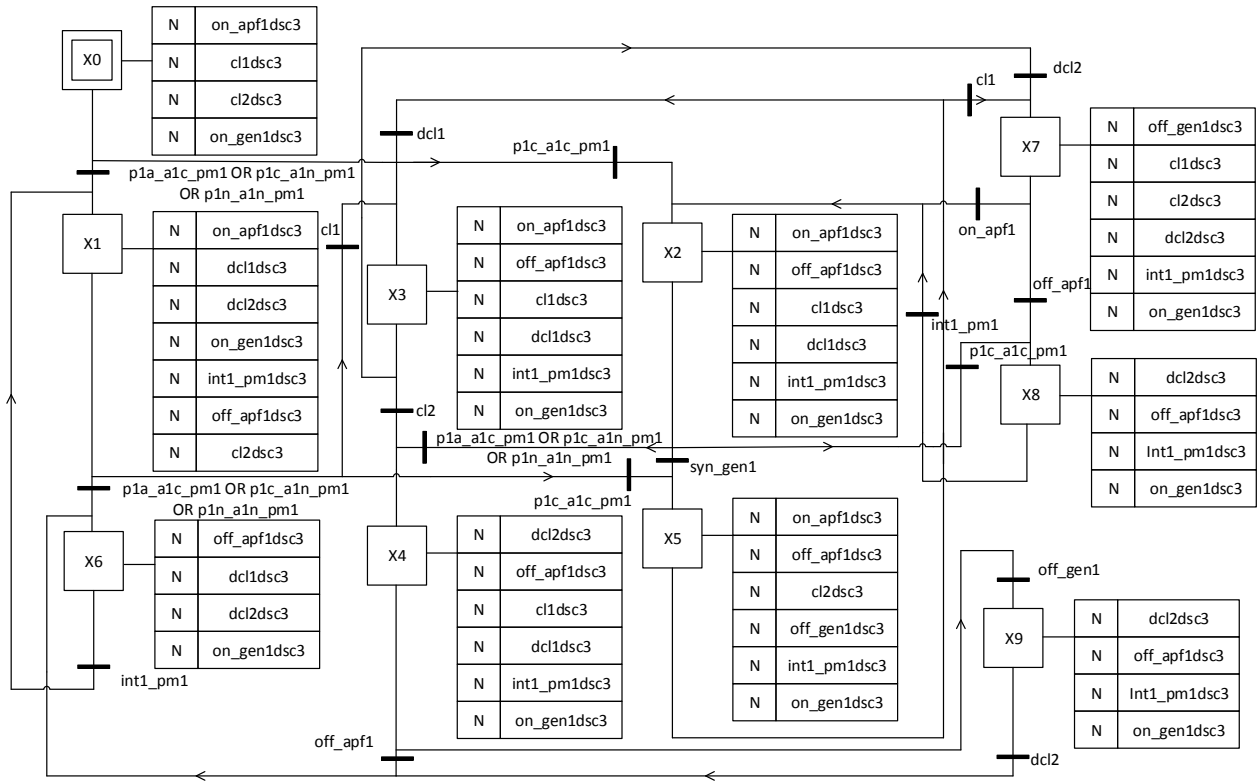 X0
N on_apf1dsc3
N cl1dsc3
N cl2dsc3
N on_gen1dsc3
p1a_a1c_pm1 OR p1c_a1n_pm1
OR p1n_a1n_pm1
X1
N on_apf1dsc3
N dcl1dsc3
N dcl2dsc3
N on_gen1dsc3
N int1_pm1dsc3
N off_apf1dsc3
N cl2dsc3
p1a_a1c_pm1 OR p1c_a1n_pm1
OR p1n_a1n_pm1
X6
N off_apf1dsc3
N dcl1dsc3
N dcl2dsc3
N on_gen1dsc3
int1_pm1
cl1
dcl1
X3
N on_apf1dsc3
N off_apf1dsc3
N cl1dsc3
N dcl1dsc3
N int1_pm1dsc3
N on_gen1dsc3
cl2
p1a_a1c_pm1 OR p1c_a1n_pm1
OR p1n_a1n_pm1
p1c_a1c_pm1
X4
N dcl2dsc3
N off_apf1dsc3
N cl1dsc3
N dcl1dsc3
N int1_pm1dsc3
N on_gen1dsc3
off_apf1
p1c_a1c_pm1
X2
N on_apf1dsc3
N off_apf1dsc3
N cl1dsc3
N dcl1dsc3
N int1_pm1dsc3
N on_gen1dsc3
syn_gen1
X5
N on_apf1dsc3
N off_apf1dsc3
N cl2dsc3
N off_gen1dsc3
N int1_pm1dsc3
N on_gen1dsc3
cl1
dcl2
X7
N off_gen1dsc3
N cl1dsc3
N cl2dsc3
N dcl2dsc3
N int1_pm1dsc3
N on_gen1dsc3
on_apf1
off_apf1
int1_pm1
p1c_a1c_pm1
X8
N dcl2dsc3
N off_apf1dsc3
N Int1_pm1dsc3
N on_gen1dsc3
off_gen1
X9
N dcl2dsc3
N off_apf1dsc3
N Int1_pm1dsc3
N on_gen1dsc3
dcl2